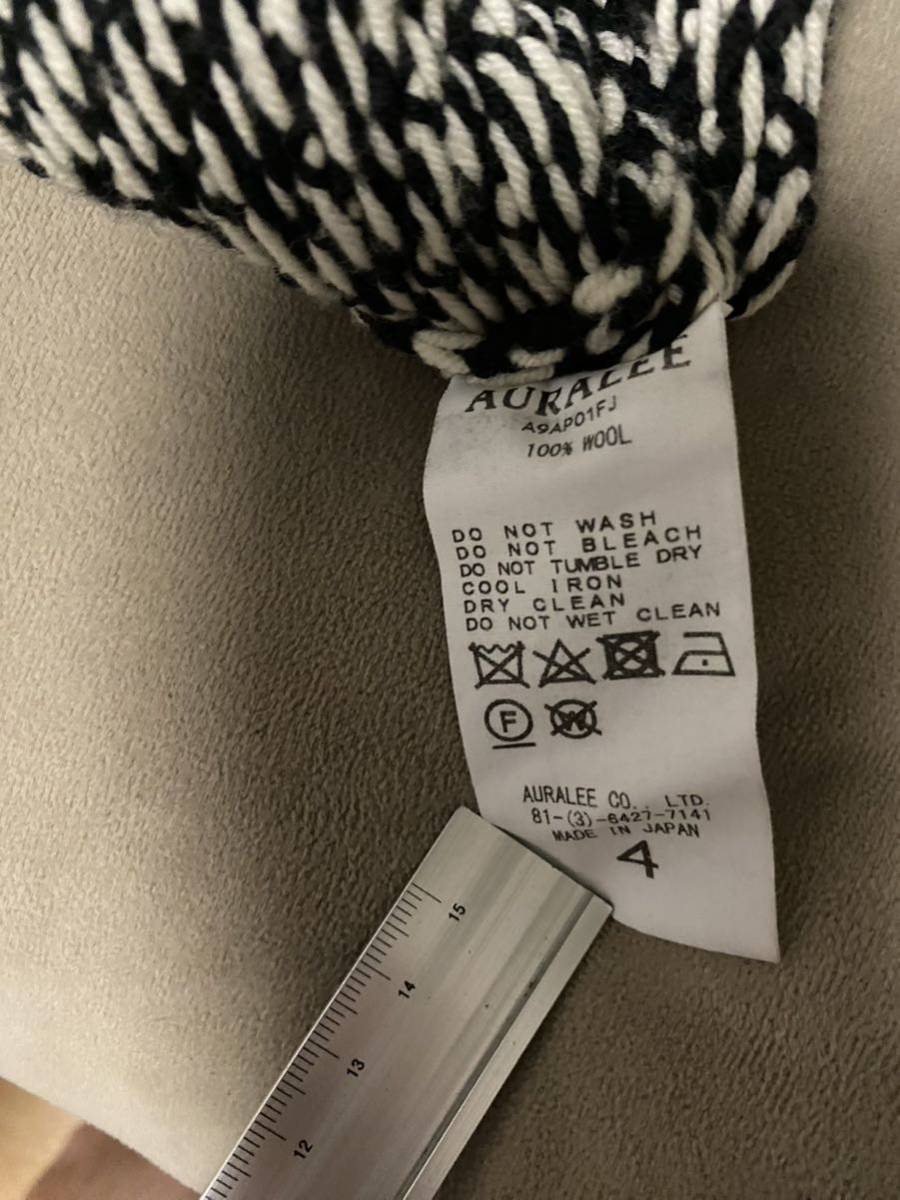 AURALEE
A9AP01FJ
100% WOOL
DO NOT WASH
DO NOT BLEACH
DO NOT TUMBLE DRY
COOL IRON
DRY CLEAN
DO NOT WET CLEAN
F W
AURALEE CO., LTD.
81-(3)-6427-7141
MADE IN JAPAN
4
15
14
13
12